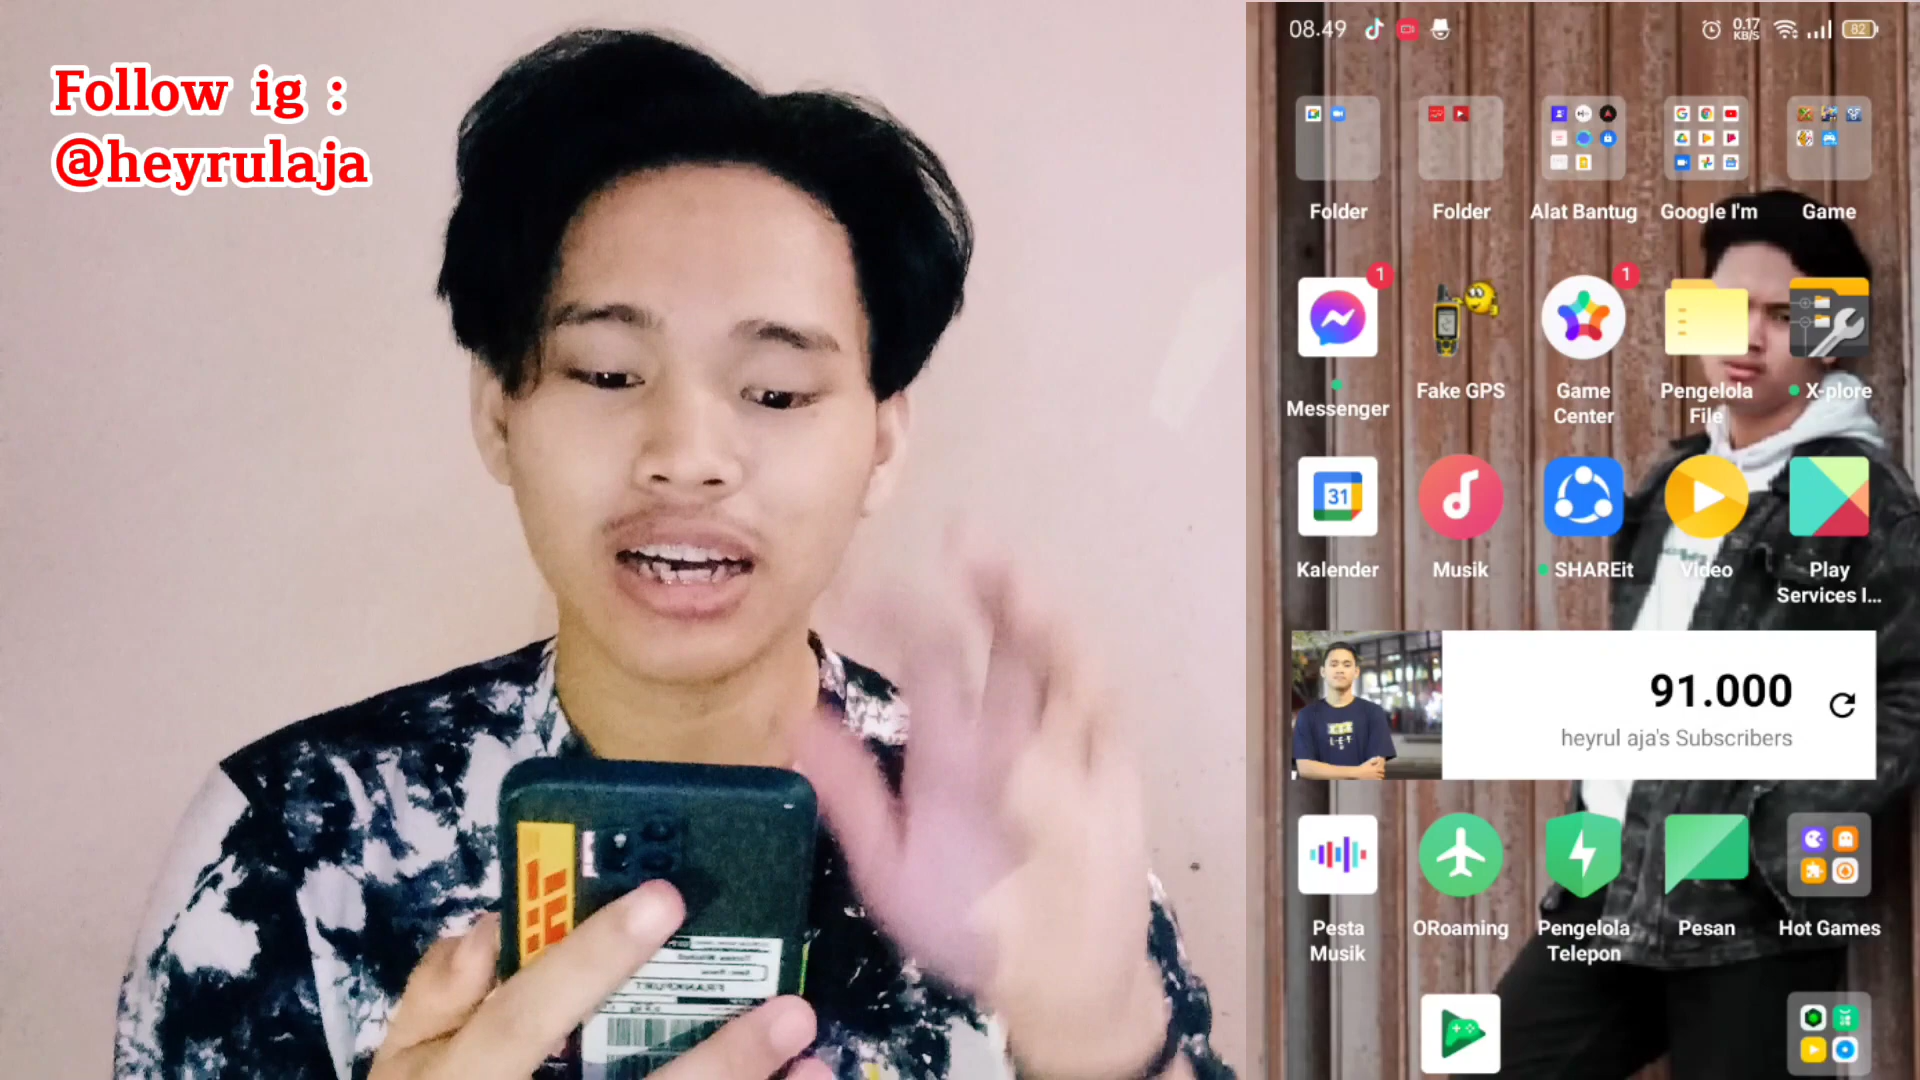 Follow ig :
@heyrulaja
08.49
0.17
KB/S
82
Folder
Folder
Alat Bantug
Google I'm
Game
1
1
Messenger
Fake GPS
Game
Center
Pengelola
File
X-plore
31
Kalender
Musik
SHAREit
Video
Play
Services I...
91.000
heyrul aja's Subscribers
Pesta
Musik
ORoaming
Pengelola
Telepon
Pesan
Hot Games